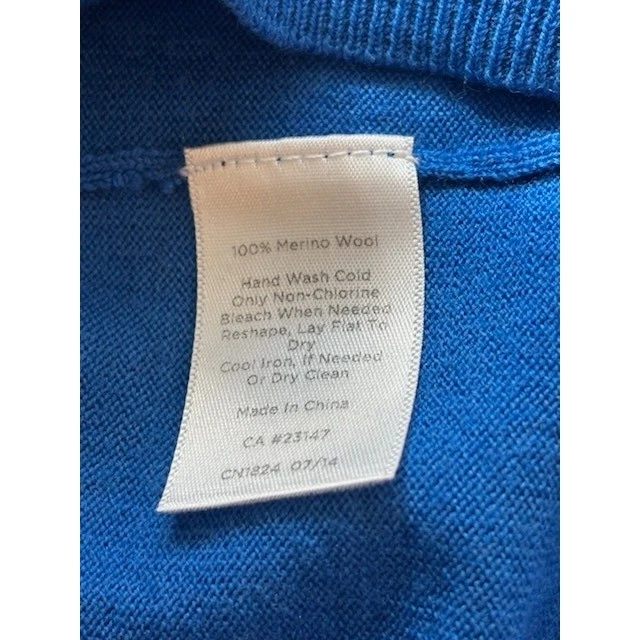 100% Merino Wool
Hand Wash Cold
Only Non-Chlorine
Bleach When Needed
Reshape, Lay Flat To
Dry
Cool Iron, If Needed
Or Dry Clean
Made In China
CA #23147
CN1824 07/14